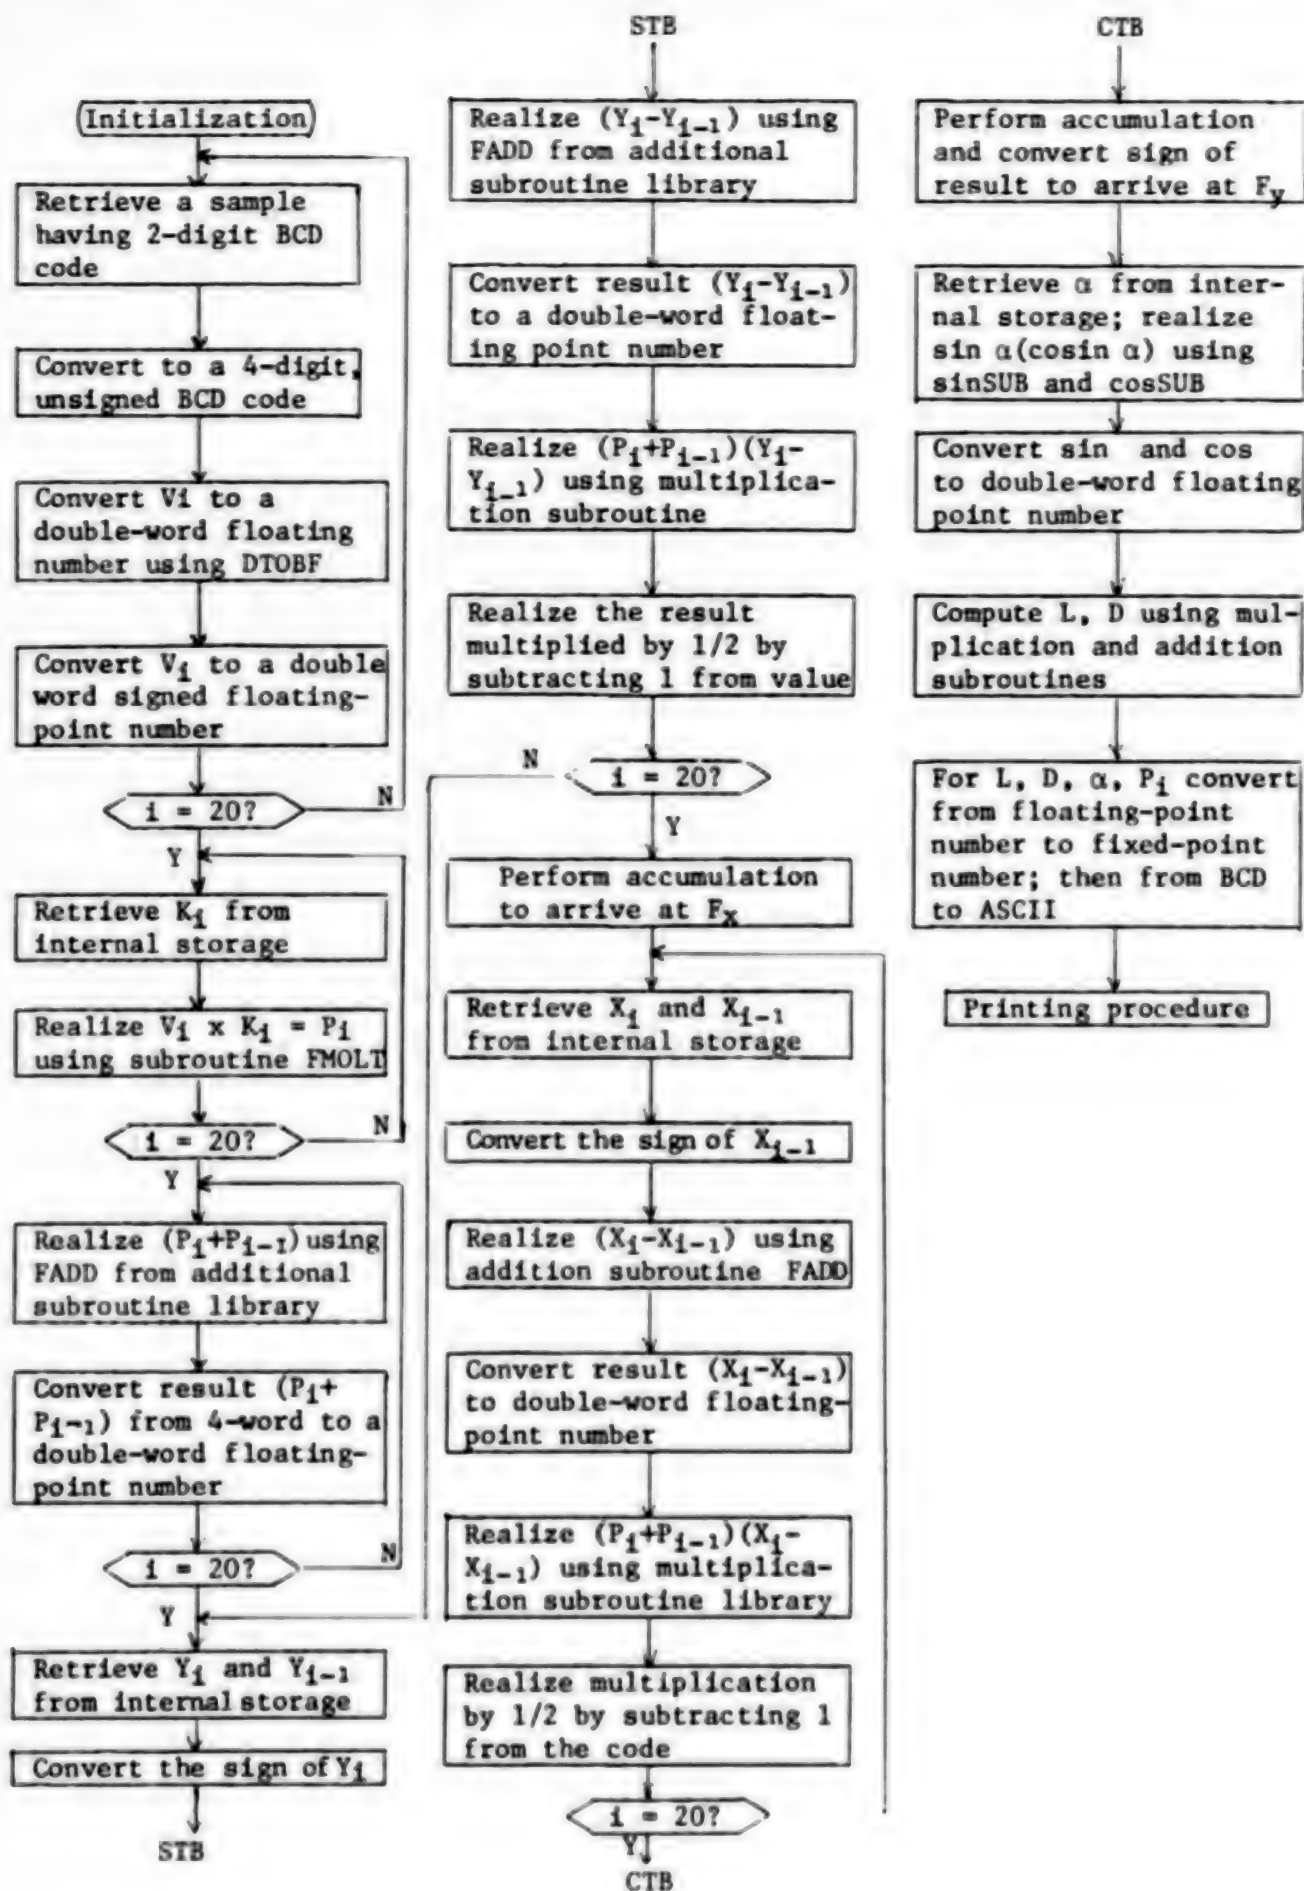 (Initialization)
Retrieve a sample
having 2-digit BCD
code
Convert to a 4-digit,
unsigned BCD code
Convert Vi to a
double-word floating
number using DTOBF
Convert Vi to a double
word signed floating-
point number
i = 20?
N
Y
Retrieve Ki from
internal storage
Realize Vi x Ki = Pi
using subroutine FMOLT
i = 20?
N
Y
Realize (Pi+Pi-I) using
FADD from additional
subroutine library
Convert result (Pi+
Pi-1) from 4-word to a
double-word floating-
point number
i = 20?
N
Y
Retrieve Yi and Yi-1
from internal storage
Convert the sign of Yi
STB
STB
Realize (Yi-Yi-1) using
FADD from additional
subroutine library
Convert result (Yi-Yi-1)
to a double-word float-
ing point number
Realize (Pi+Pi-1)(Yi-
Yi-1) using multiplica-
tion subroutine
Realize the result
multiplied by 1/2 by
subtracting 1 from value
N
i = 20?
Y
Perform accumulation
to arrive at Fx
Retrieve Xi and Xi-1
from internal storage
Convert the sign of Xi-1
Realize (Xi-Xi-1) using
addition subroutine FADD
Convert result (Xi-Xi-1)
to double-word floating-
point number
Realize (Pi+Pi-1)(Xi-
Xi-1) using multiplica-
tion subroutine library
Realize multiplication
by 1/2 by subtracting 1
from the code
i = 20?
Y
CTB
CTB
Perform accumulation
and convert sign of
result to arrive at Fy
Retrieve α from inter-
nal storage; realize
sin α(cosin α) using
sinSUB and cosSUB
Convert sin and cos
to double-word floating
point number
Compute L, D using mul-
plication and addition
subroutines
For L, D, α, Pi convert
from floating-point
number to fixed-point
number; then from BCD
to ASCII
Printing procedure